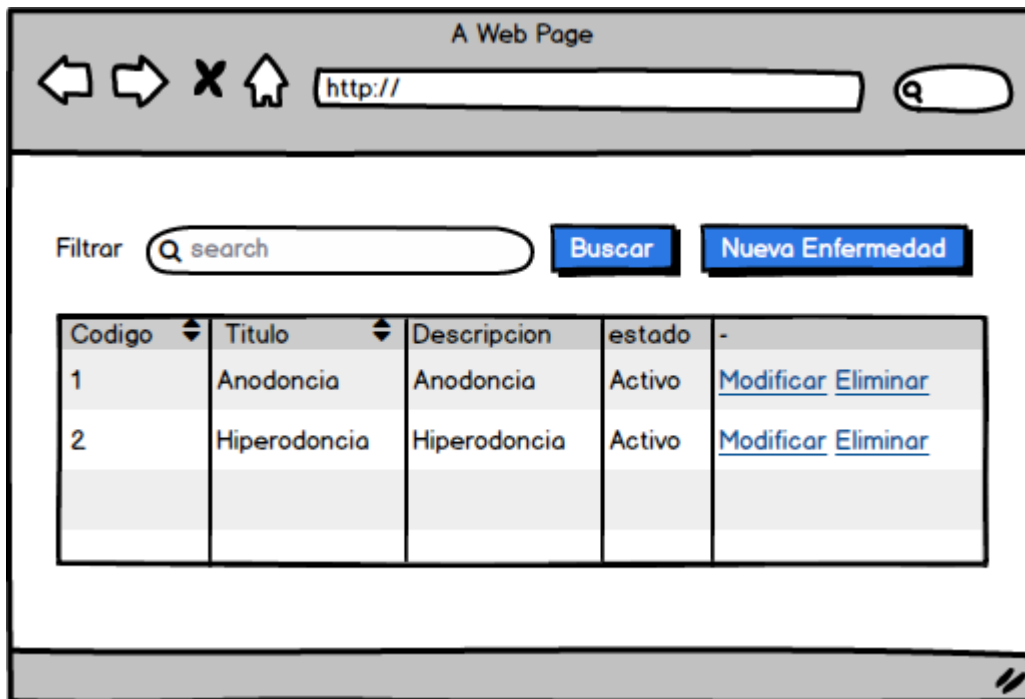 A Web Page
http://
Filtrar search Buscar Nueva Enfermedad
Codigo Titulo Descripcion estado -
1 Anodoncia Anodoncia Activo Modificar Eliminar
2 Hiperodoncia Hiperodoncia Activo Modificar Eliminar